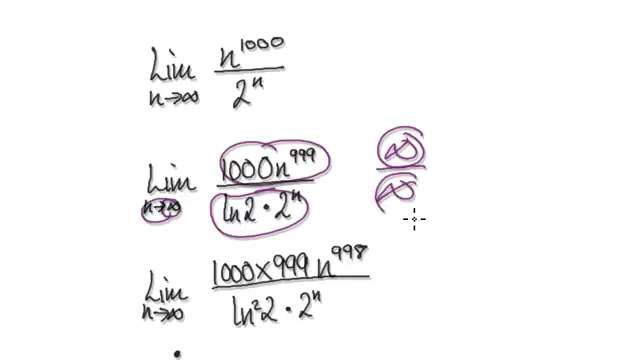 Lim n→∞ n^1000 / 2^n
Lim n→∞ 1000n^999 / ln2 • 2^n ∞/∞
Lim n→∞ 1000×999 n^998 / ln²2 • 2^n